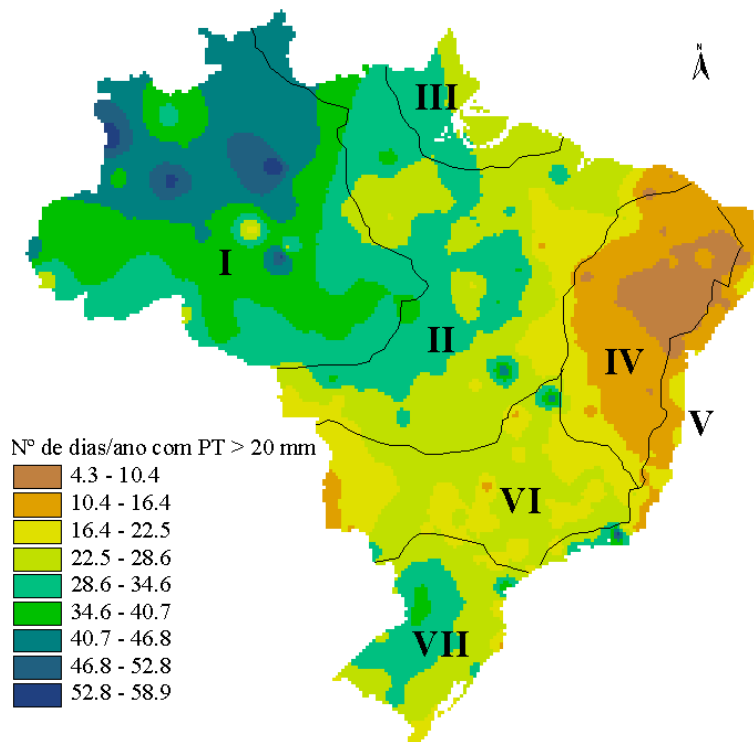 N
III
I
II
IV
V
Nº de dias/ano com PT > 20 mm
4.3 - 10.4
10.4 - 16.4
16.4 - 22.5
22.5 - 28.6
28.6 - 34.6
34.6 - 40.7
40.7 - 46.8
46.8 - 52.8
52.8 - 58.9
VI
VII